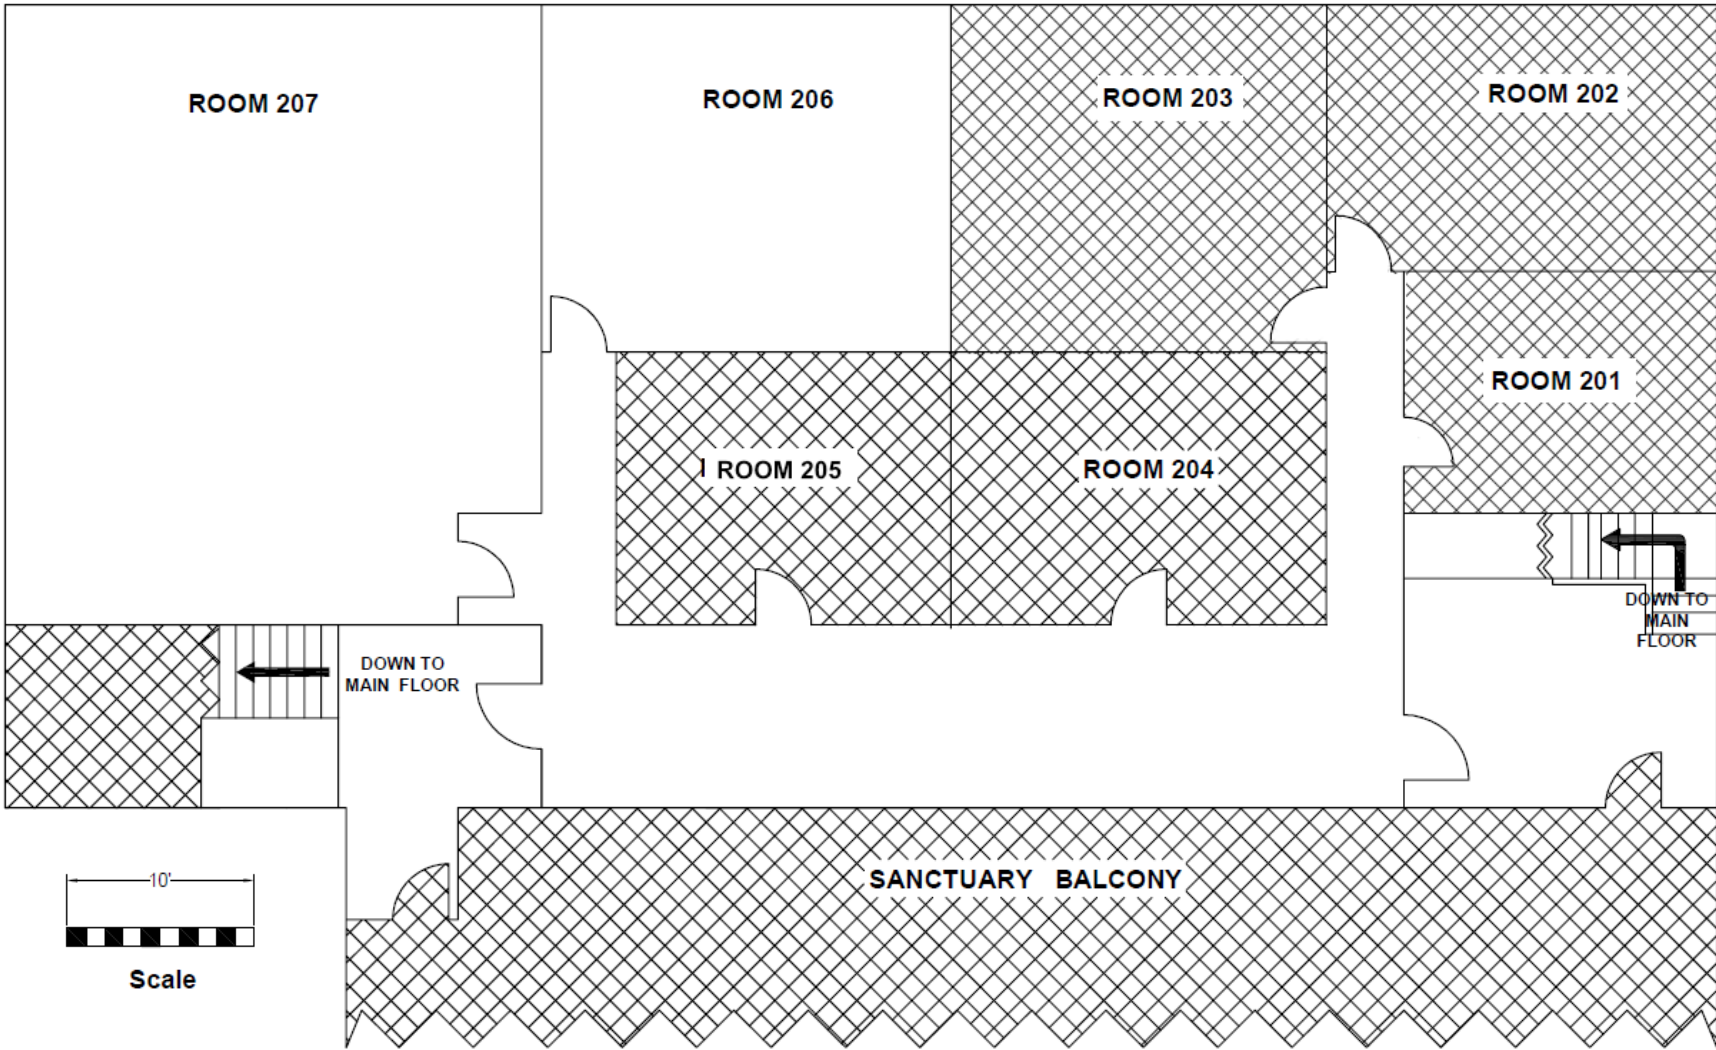 ROOM 207
ROOM 206
ROOM 203
ROOM 202
ROOM 201
ROOM 205
ROOM 204
DOWN TO
MAIN
FLOOR
DOWN TO
MAIN FLOOR
SANCTUARY BALCONY
10'
Scale